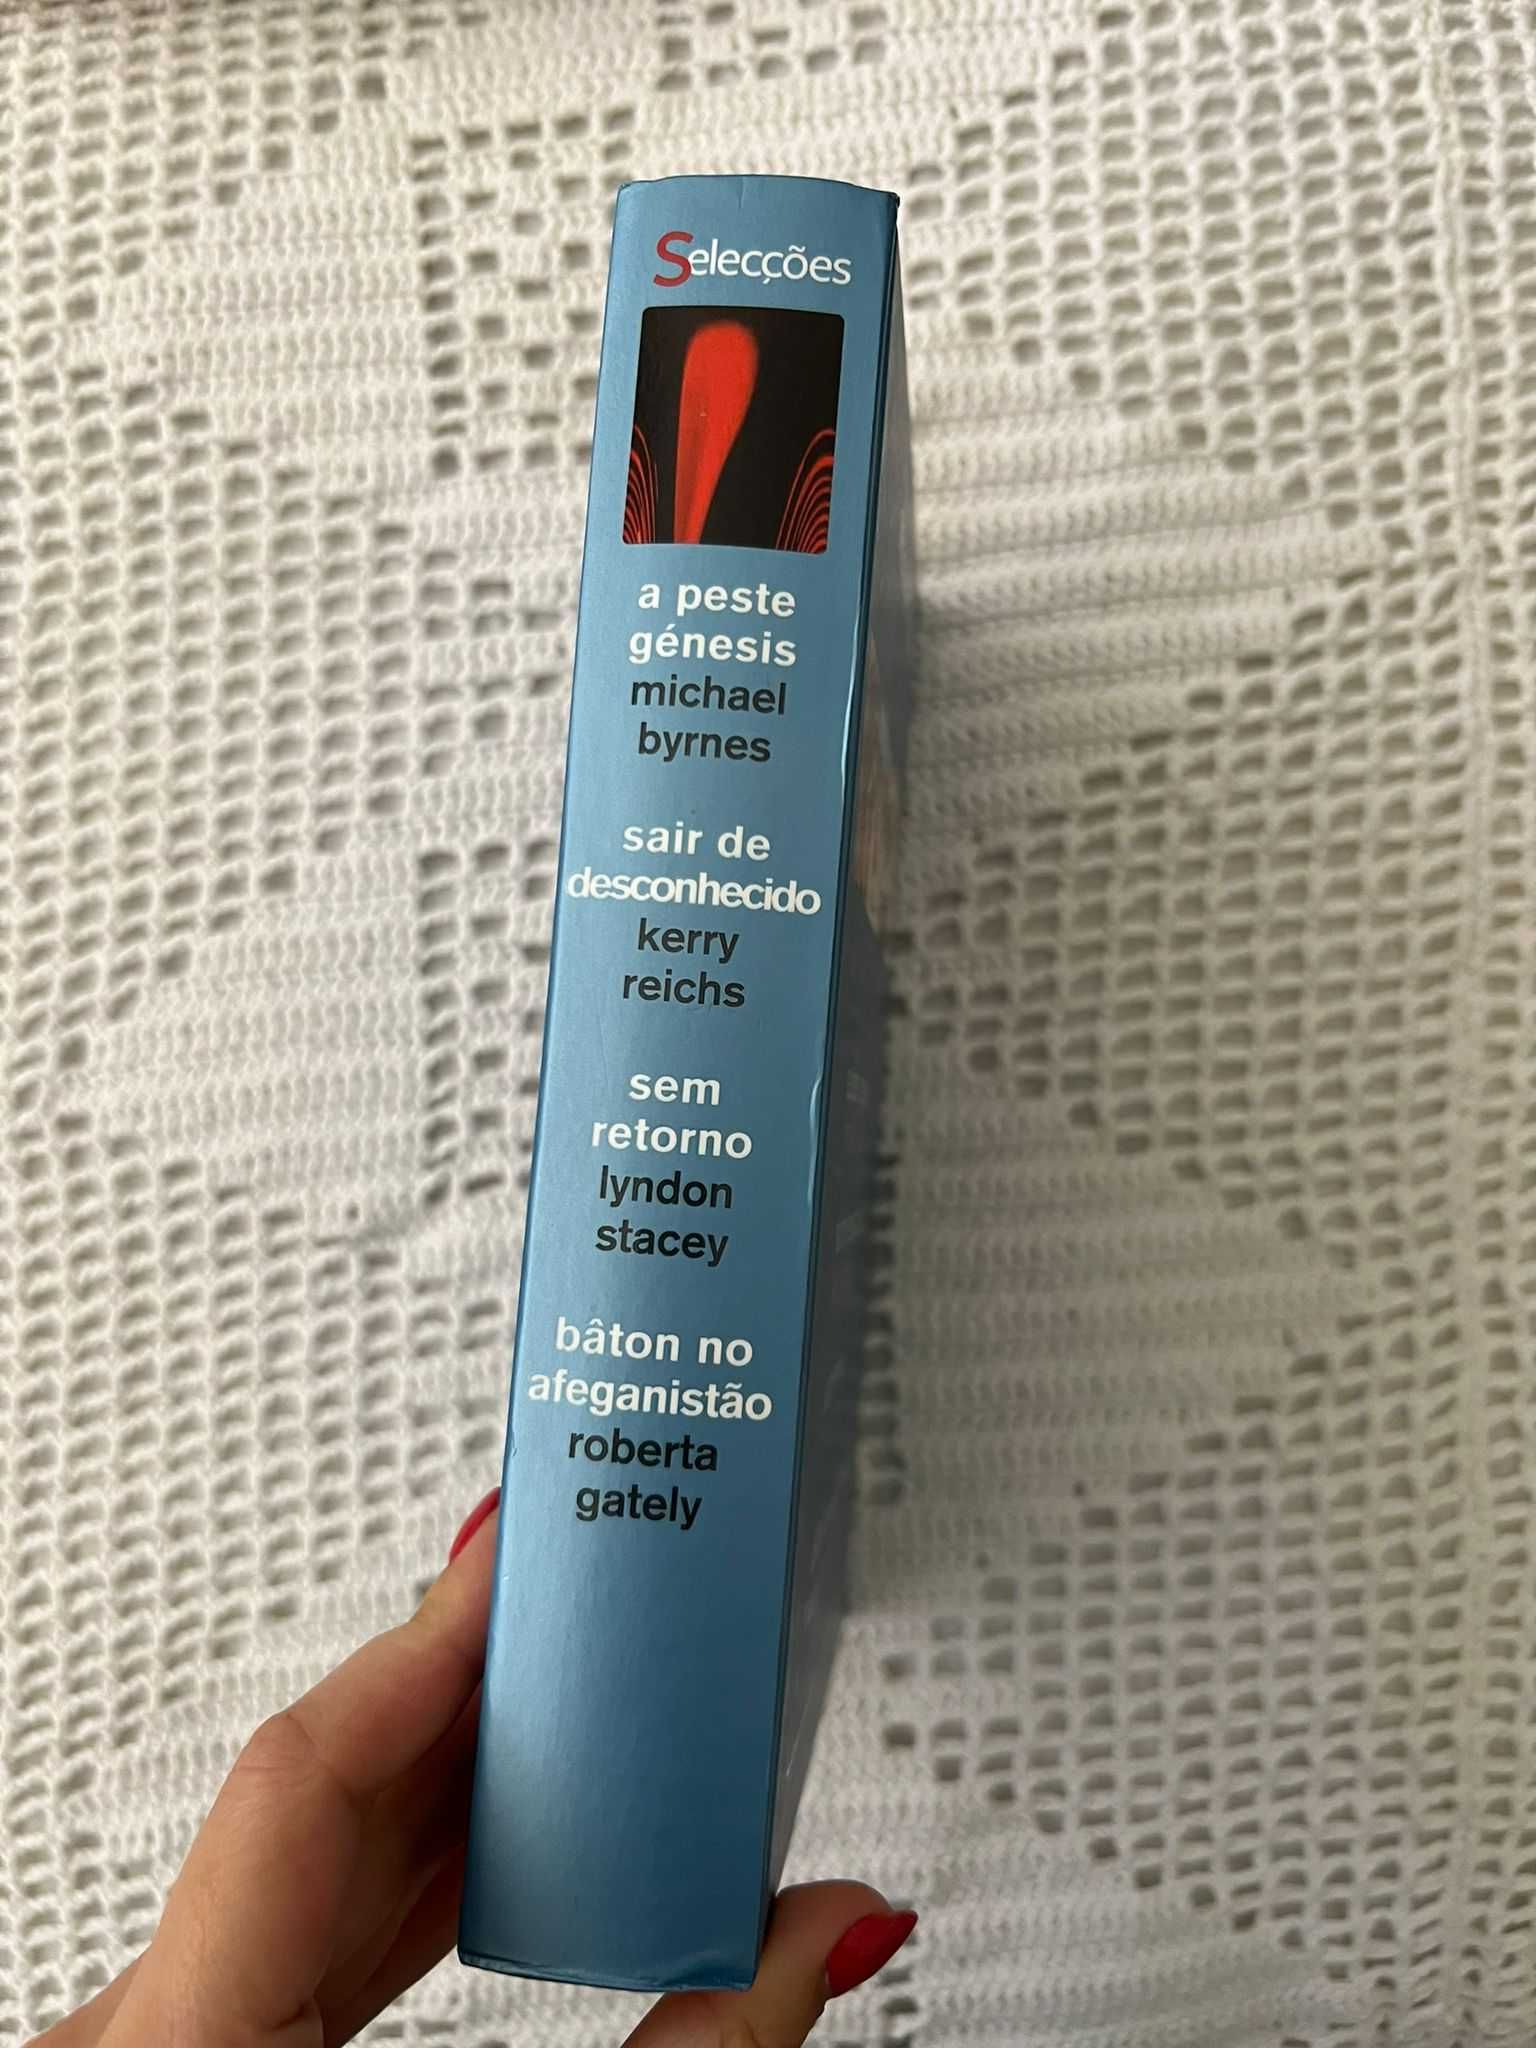 Selecções
a peste
génesis
michael
byrnes
sair de
desconhecido
kerry
reichs
sem
retorno
lyndon
stacey
bâton no
afeganistão
roberta
gately